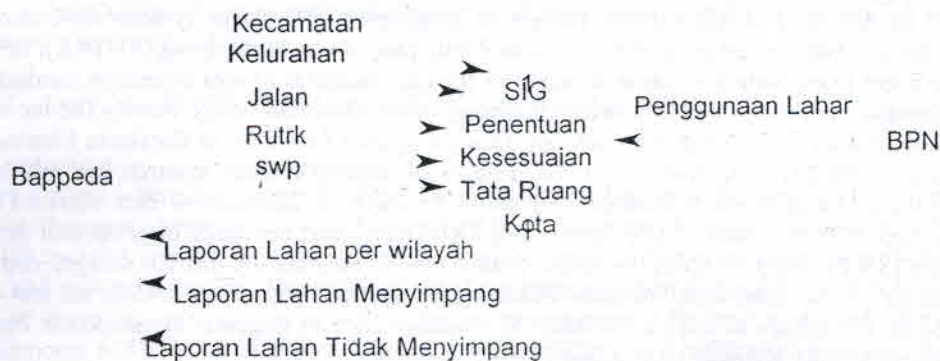 Kecamatan
Kelurahan
Jalan
Rutrk
swp
Bappeda
SIG
Penentuan
Kesesuaian
Tata Ruang
Kota
Penggunaan Lahar
BPN
Laporan Lahan per wilayah
Laporan Lahan Menyimpang
Laporan Lahan Tidak Menyimpang